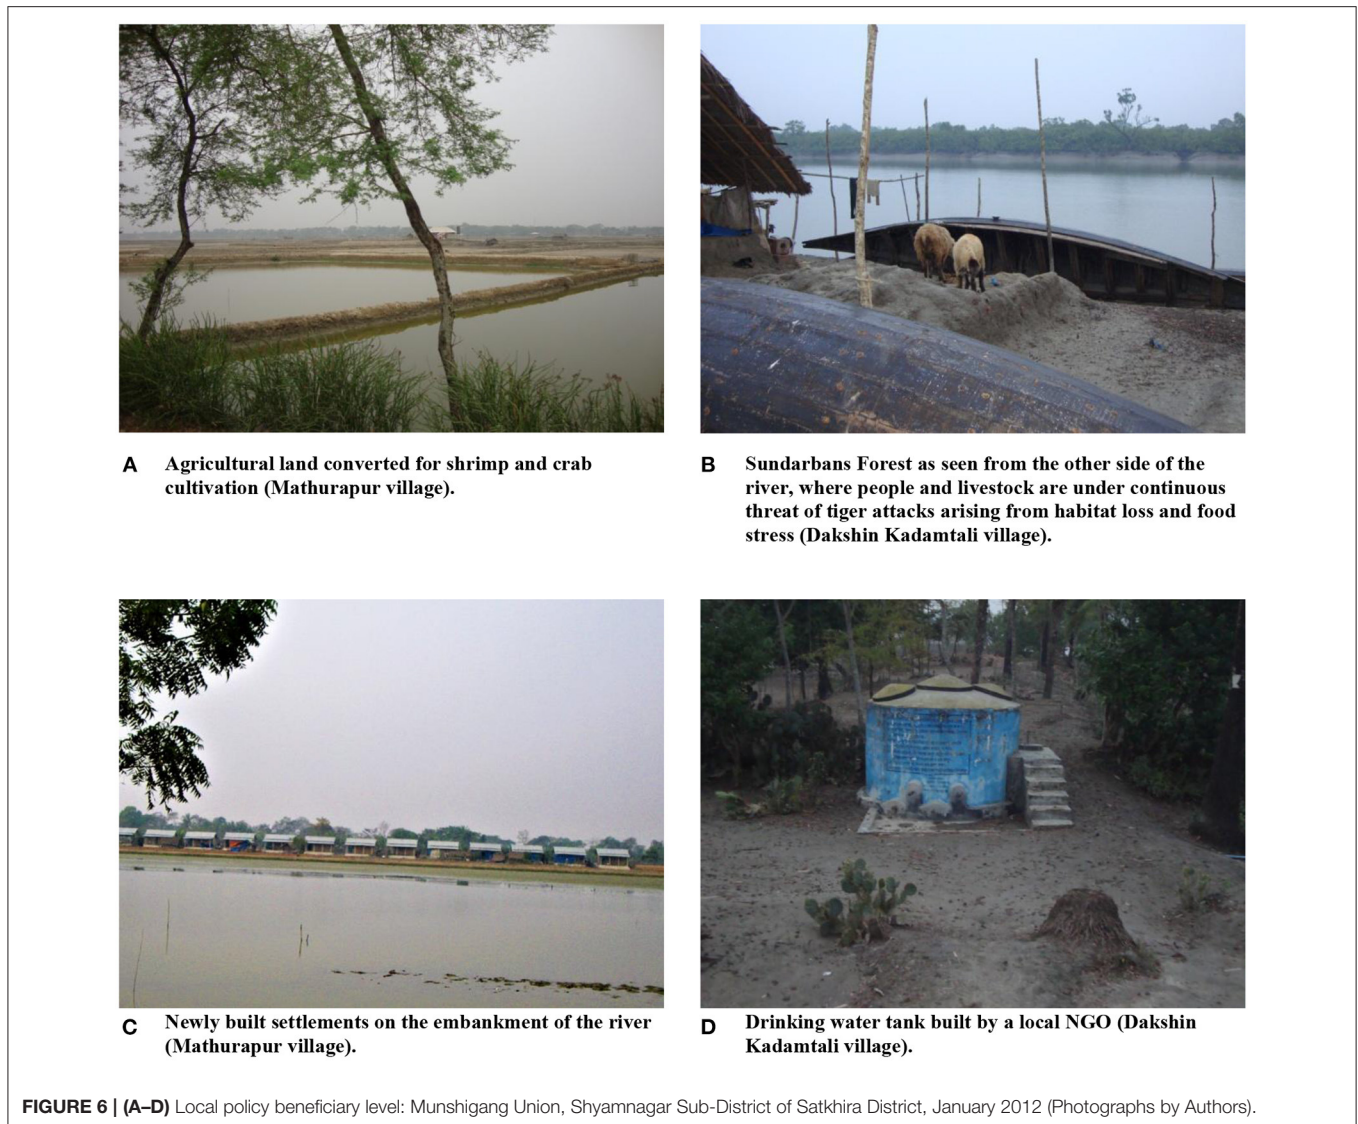 A Agricultural land converted for shrimp and crab
cultivation (Mathurapur village).
B Sundarbans Forest as seen from the other side of the
river, where people and livestock are under continuous
threat of tiger attacks arising from habitat loss and food
stress (Dakshin Kadamtali village).
C Newly built settlements on the embankment of the river
(Mathurapur village).
D Drinking water tank built by a local NGO (Dakshin
Kadamtali village).
FIGURE 6 | (A–D) Local policy beneficiary level: Munshigang Union, Shyamnagar Sub-District of Satkhira District, January 2012 (Photographs by Authors).